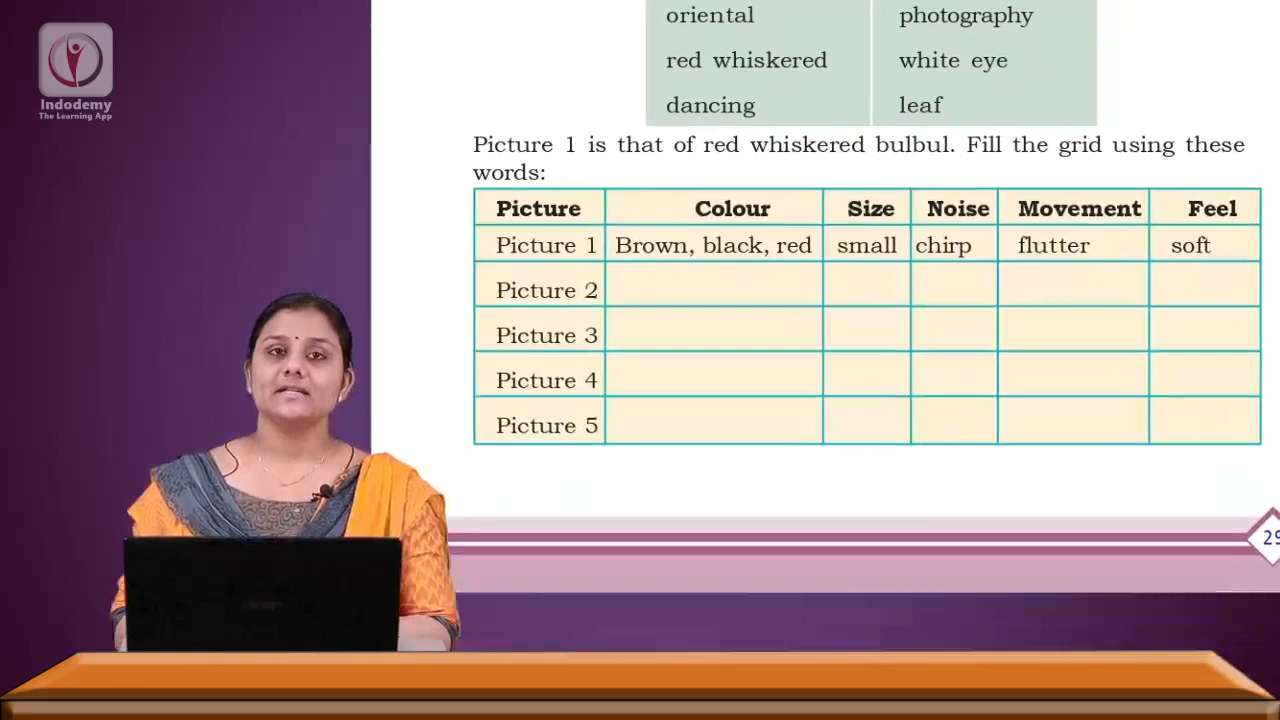 Indodemy
The Learning App
oriental photography
red whiskered white eye
dancing leaf
Picture 1 is that of red whiskered bulbul. Fill the grid using these
words:
Picture Colour Size Noise Movement Feel
Picture 1 Brown, black, red small chirp flutter soft
Picture 2
Picture 3
Picture 4
Picture 5
29